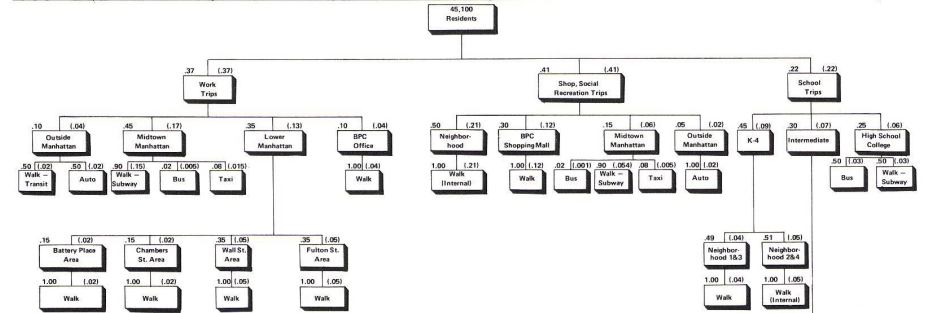 45,100
Residents
.37 (.37)
Work
Trips
.41 (.41)
Shop, Social
Recreation Trips
.22 (.22)
School
Trips
.10 (.04)
Outside
Manhattan
.45 (.17)
Midtown
Manhattan
.35 (.13)
Lower
Manhattan
.10 (.04)
BPC
Office
.50 (.21)
Neighbor-
hood
.30 (.12)
BPC
Shopping Mall
.15 (.06)
Midtown
Manhattan
.05 (.02)
Outside
Manhattan
.45 (.09)
K-4
.30 (.07)
Intermediate
.25 (.06)
High School
College
.50 (.02)
Walk –
Transit
.50 (.02)
Auto
.90 (.15)
Walk –
Subway
.02 (.005)
Bus
.08 (.015)
Taxi
1.00 (.04)
Walk
1.00 (.21)
Walk
(Internal)
1.00 (.12)
Walk
.02 (.001)
Bus
.90 (.054)
Walk –
Subway
.08 (.005)
Taxi
1.00 (.02)
Auto
.50 (.03)
Bus
.50 (.03)
Walk –
Subway
.15 (.02)
Battery Place
Area
.15 (.02)
Chambers
St. Area
.35 (.05)
Wall St.
Area
.35 (.05)
Fulton St.
Area
.49 (.04)
Neighbor-
hood 1&3
.51 (.05)
Neighbor-
hood 2&4
1.00 (.02)
Walk
1.00 (.02)
Walk
1.00 (.05)
Walk
1.00 (.05)
Walk
1.00 (.04)
Walk
1.00 (.05)
Walk
(Internal)